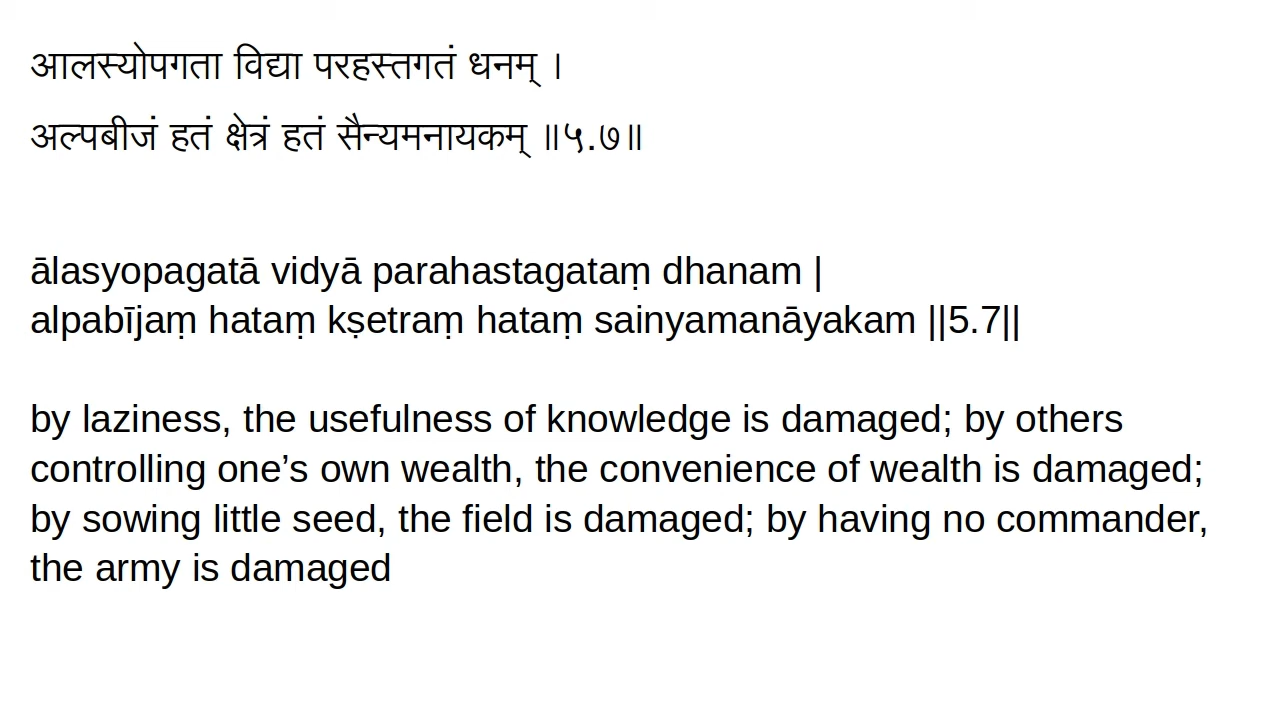 आलस्योपगता विद्या परहस्तगतं धनम् ।
अल्पबीजं हतं क्षेत्रं हतं सैन्यमनायकम् ॥५.७॥
ālasyopagatā vidyā parahastagataṃ dhanam |
alpabījaṃ hataṃ kṣetraṃ hataṃ sainyamanāyakam ||5.7||
by laziness, the usefulness of knowledge is damaged; by others
controlling one’s own wealth, the convenience of wealth is damaged;
by sowing little seed, the field is damaged; by having no commander,
the army is damaged